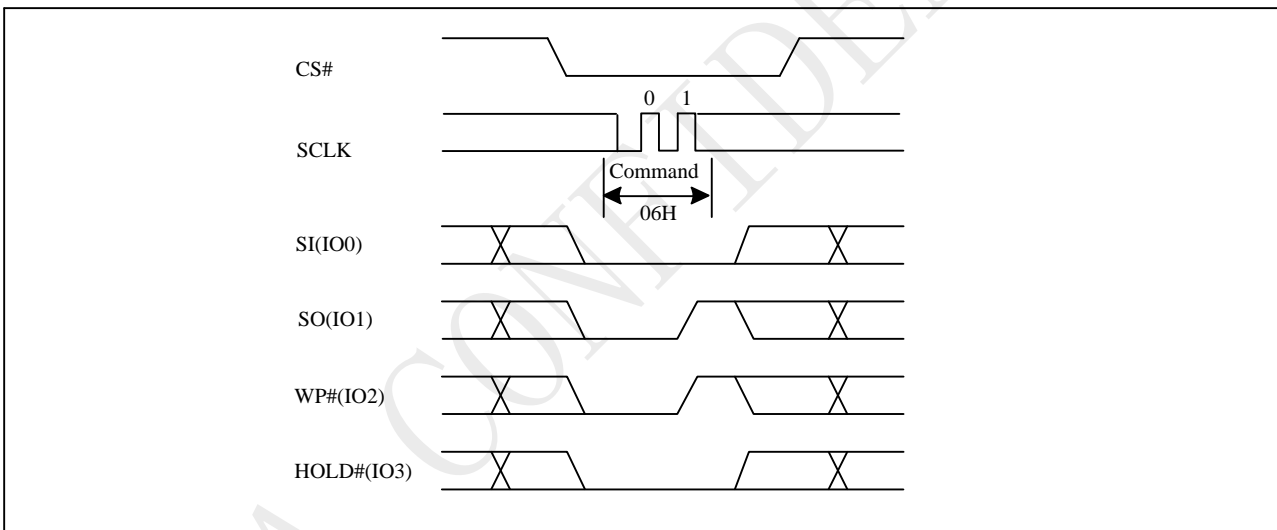 CS#
0 1
SCLK
Command
06H
SI(IO0)
SO(IO1)
WP#(IO2)
HOLD#(IO3)